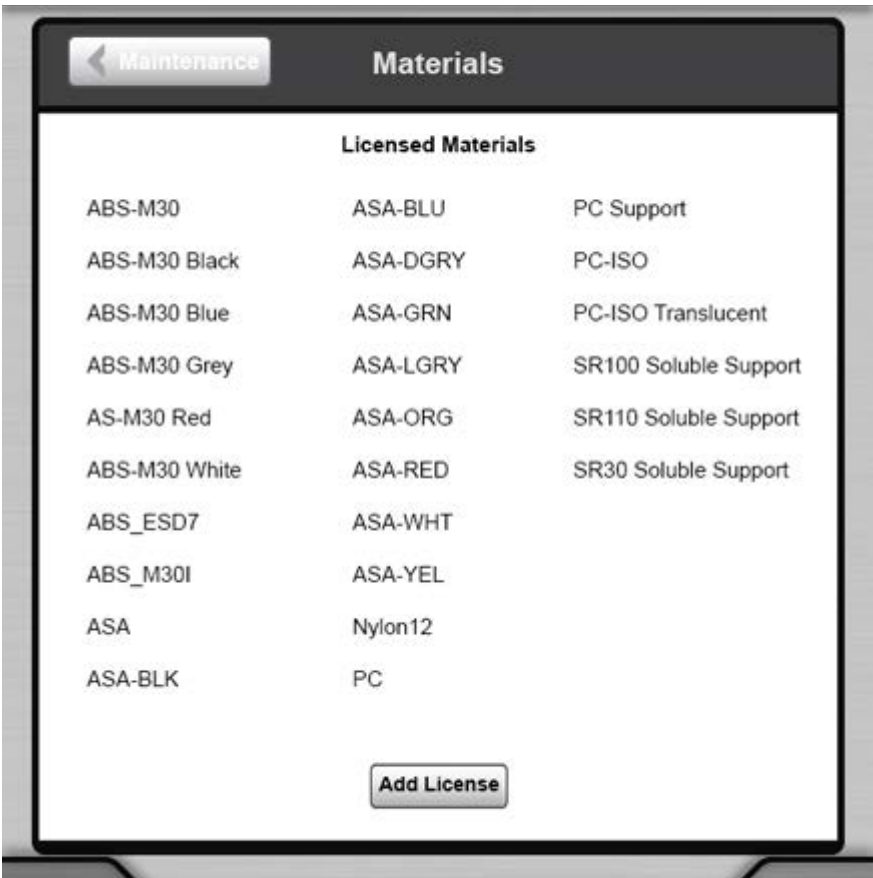 Maintenance
Materials
Licensed Materials
ABS-M30
ABS-M30 Black
ABS-M30 Blue
ABS-M30 Grey
AS-M30 Red
ABS-M30 White
ABS_ESD7
ABS_M30I
ASA
ASA-BLK
ASA-BLU
ASA-DGRY
ASA-GRN
ASA-LGRY
ASA-ORG
ASA-RED
ASA-WHT
ASA-YEL
Nylon12
PC
PC Support
PC-ISO
PC-ISO Translucent
SR100 Soluble Support
SR110 Soluble Support
SR30 Soluble Support
Add License